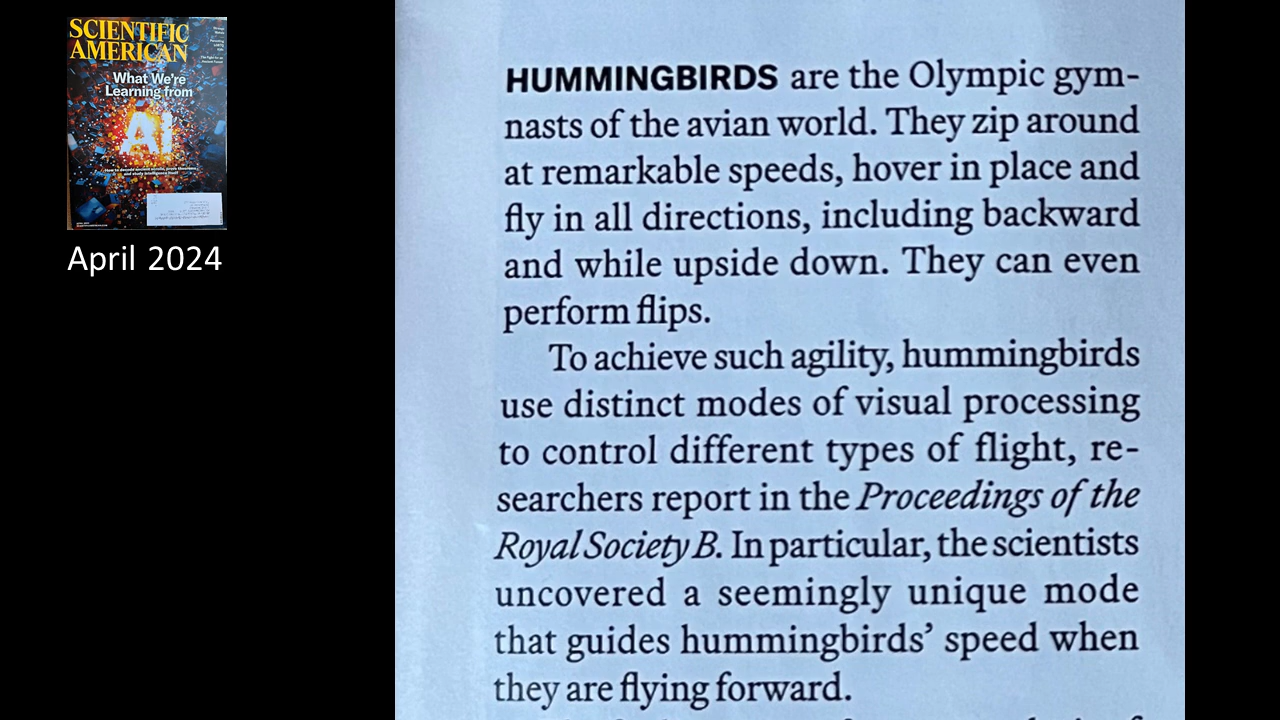 SCIENTIFIC
AMERICAN
What We're
Learning from
AI
April 2024
HUMMINGBIRDS are the Olympic gym-
nasts of the avian world. They zip around
at remarkable speeds, hover in place and
fly in all directions, including backward
and while upside down. They can even
perform flips.
To achieve such agility, hummingbirds
use distinct modes of visual processing
to control different types of flight, re-
searchers report in the Proceedings of the
Royal Society B. In particular, the scientists
uncovered a seemingly unique mode
that guides hummingbirds’ speed when
they are flying forward.